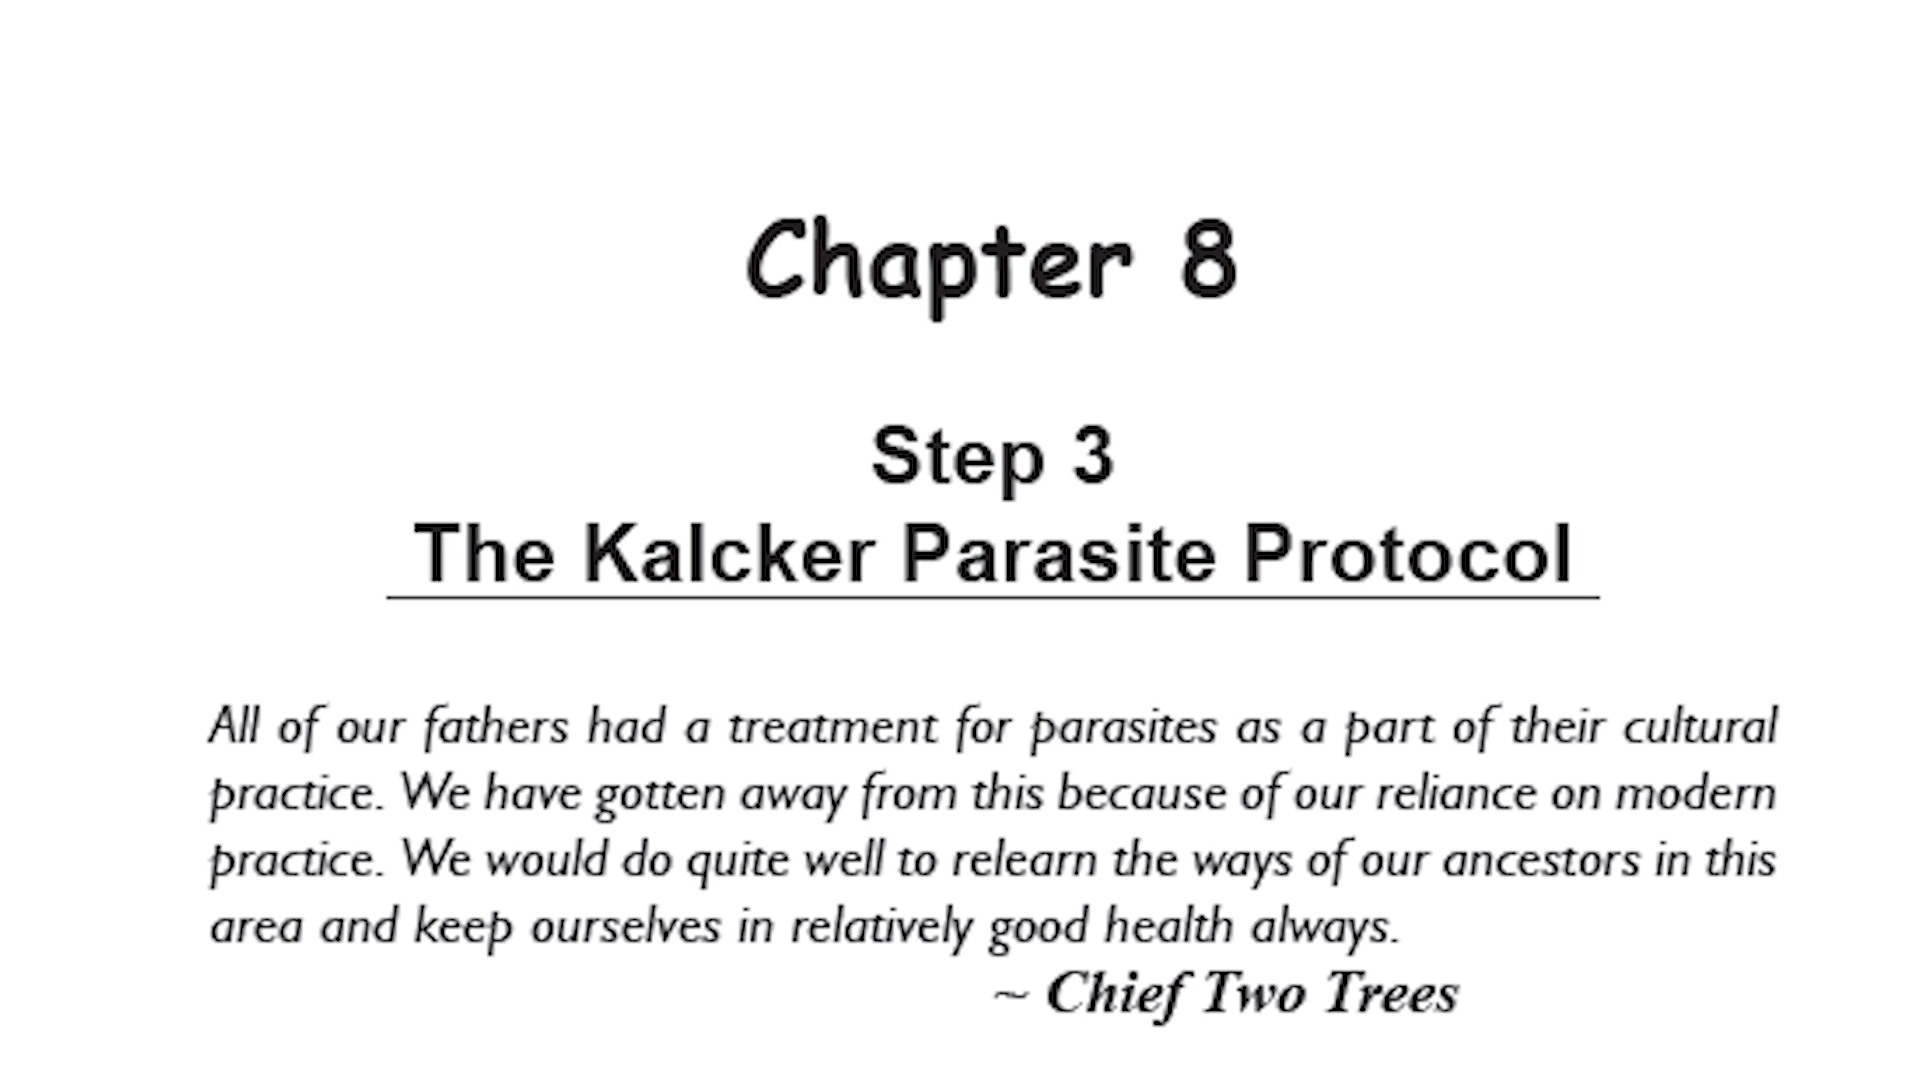 Chapter 8
Step 3
The Kalcker Parasite Protocol
All of our fathers had a treatment for parasites as a part of their cultural
practice. We have gotten away from this because of our reliance on modern
practice. We would do quite well to relearn the ways of our ancestors in this
area and keep ourselves in relatively good health always.
~ Chief Two Trees